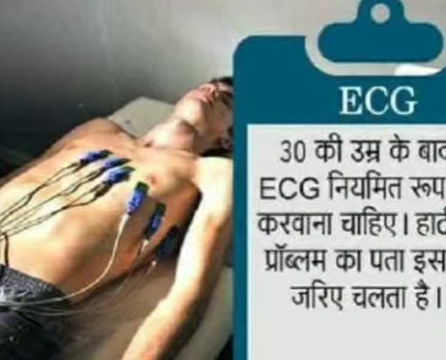 ECG
30 की उम्र के बाद
ECG नियमित रूप
करवाना चाहिए। हार्ट
प्रॉब्लम का पता इस
जरिए चलता है।